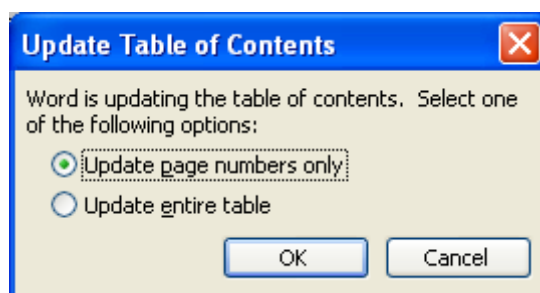 Update Table of Contents
Word is updating the table of contents. Select one
of the following options:
Update page numbers only
Update entire table
OK Cancel